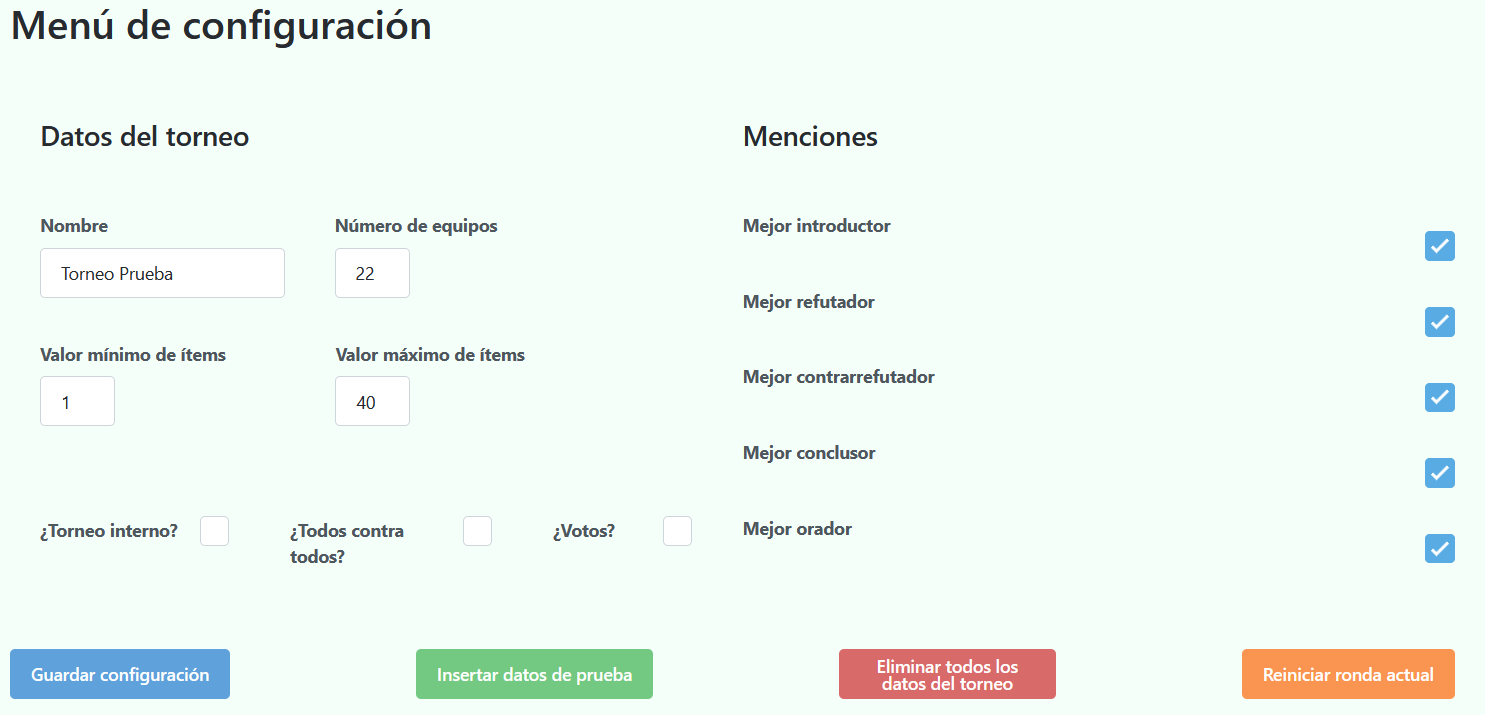 Menú de configuración
Datos del torneo
Menciones
Nombre
Número de equipos
Torneo Prueba
22
Valor mínimo de ítems
Valor máximo de ítems
1
40
¿Torneo interno?
¿Todos contra
todos?
¿Votos?
Mejor introductor
Mejor refutador
Mejor contrarrefutador
Mejor conclusor
Mejor orador
Guardar configuración
Insertar datos de prueba
Eliminar todos los
datos del torneo
Reiniciar ronda actual